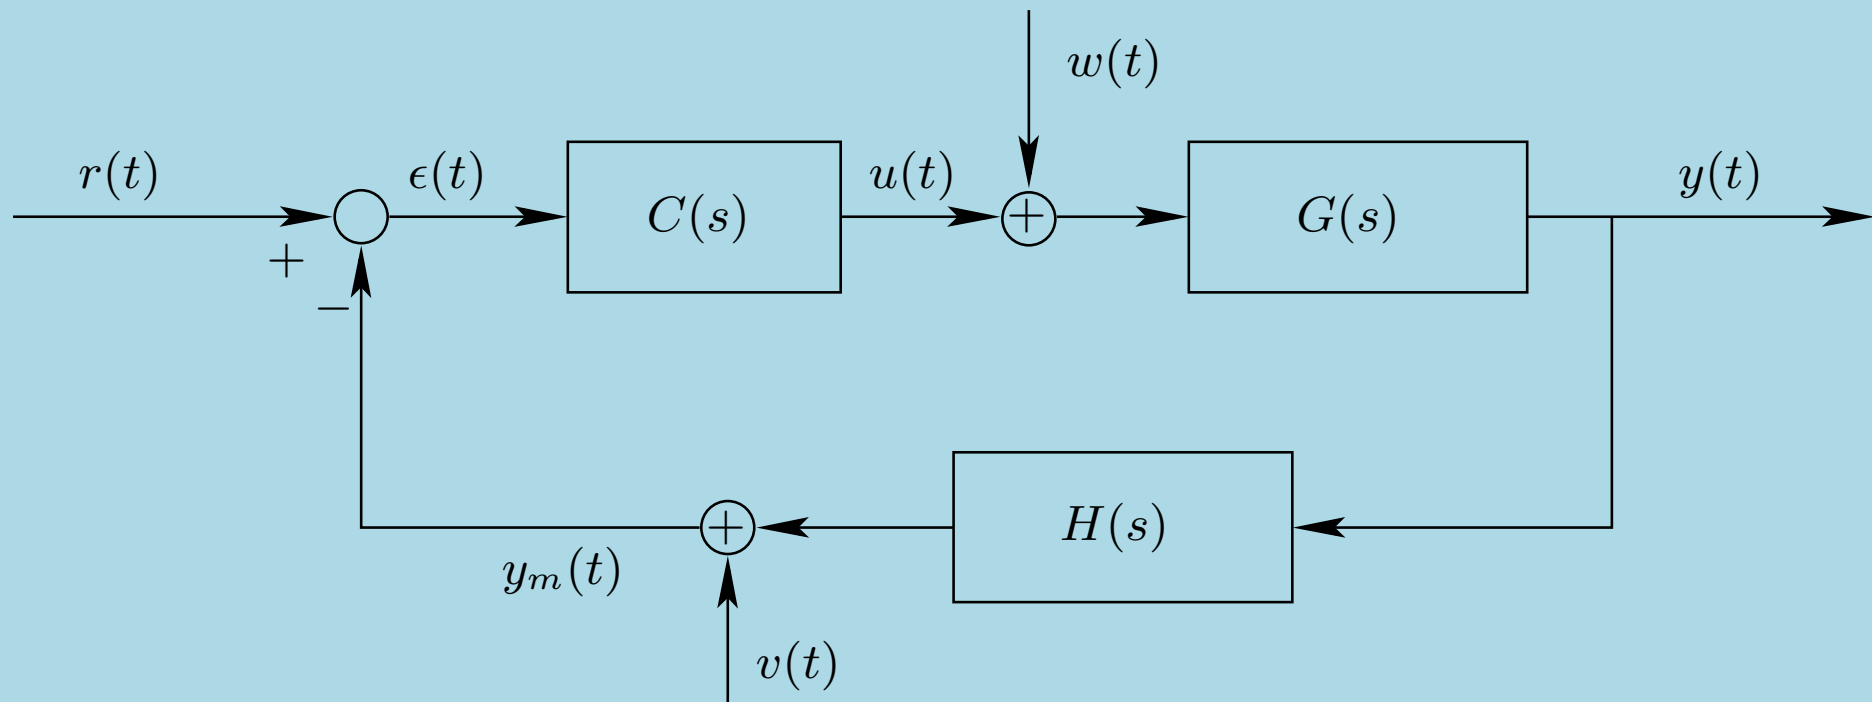 w(t)
r(t)
ϵ(t)
C(s)
u(t)
+
G(s)
y(t)
+
−
H(s)
+
y_m(t)
v(t)